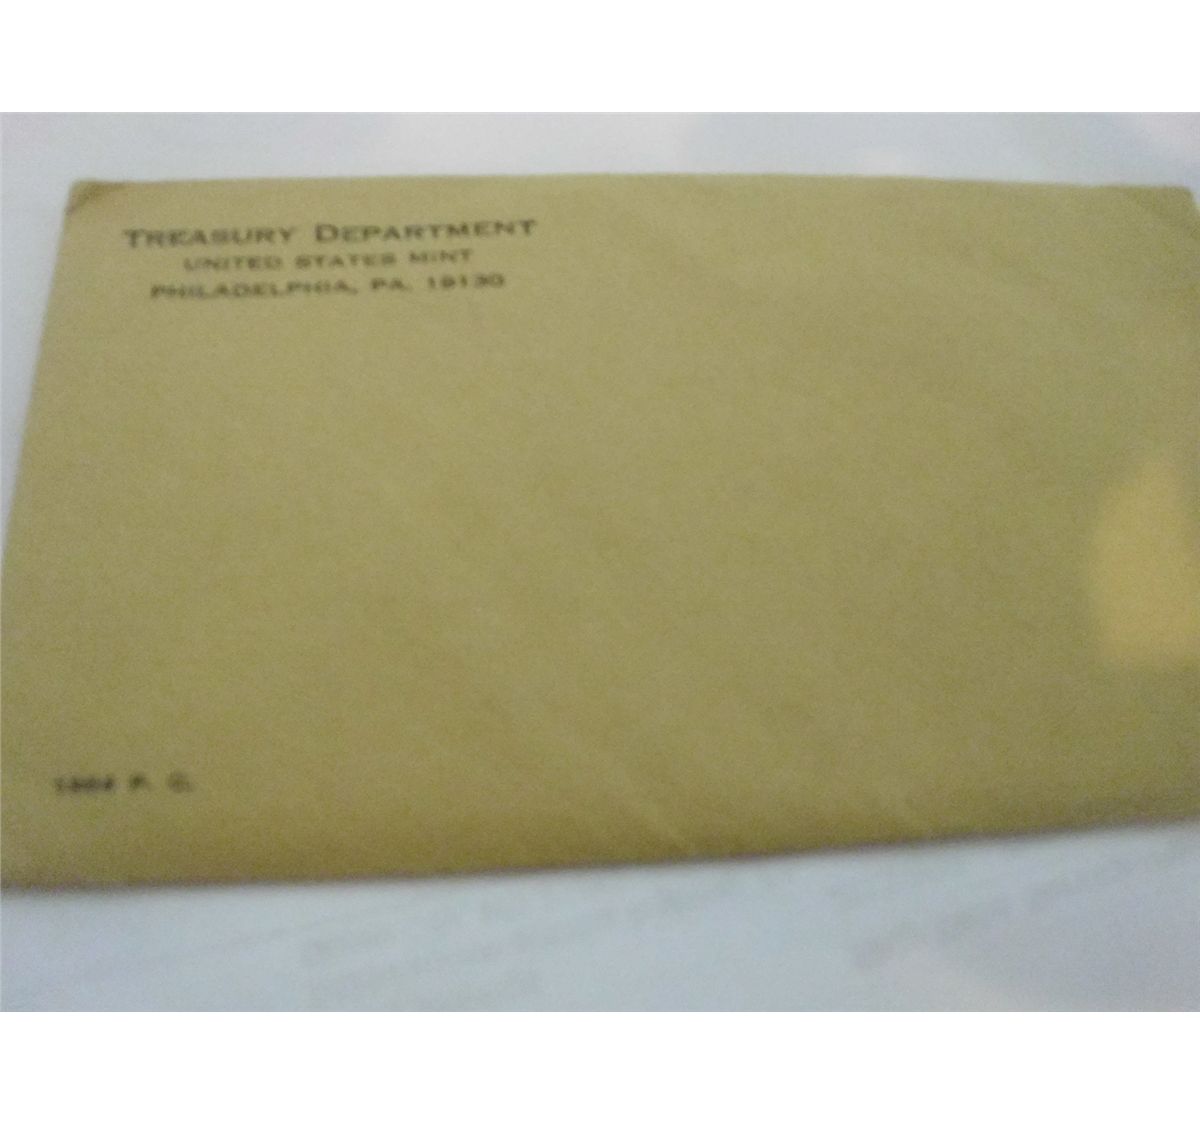 TREASURY DEPARTMENT
UNITED STATES MINT
PHILADELPHIA, PA. 19130
P. C.